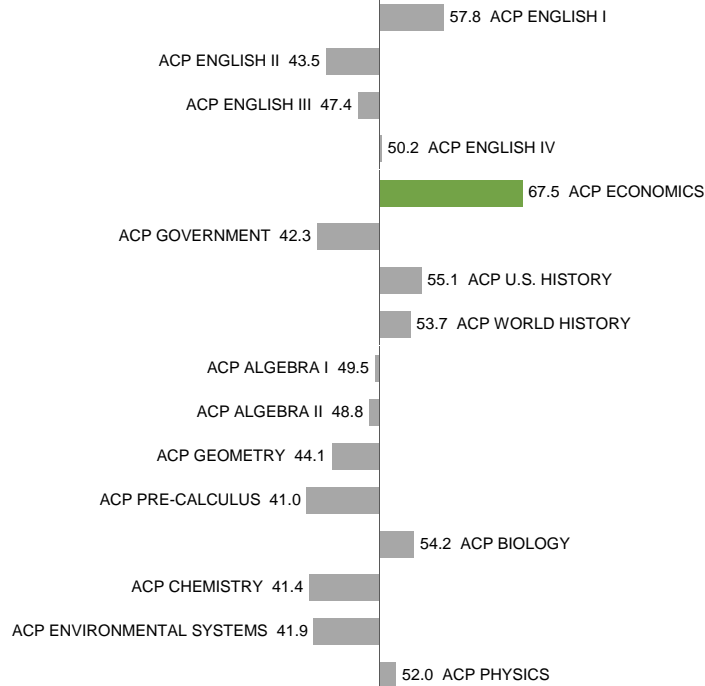 57.8 ACP ENGLISH I
ACP ENGLISH II 43.5
ACP ENGLISH III 47.4
50.2 ACP ENGLISH IV
67.5 ACP ECONOMICS
ACP GOVERNMENT 42.3
55.1 ACP U.S. HISTORY
53.7 ACP WORLD HISTORY
ACP ALGEBRA I 49.5
ACP ALGEBRA II 48.8
ACP GEOMETRY 44.1
ACP PRE-CALCULUS 41.0
54.2 ACP BIOLOGY
ACP CHEMISTRY 41.4
ACP ENVIRONMENTAL SYSTEMS 41.9
52.0 ACP PHYSICS